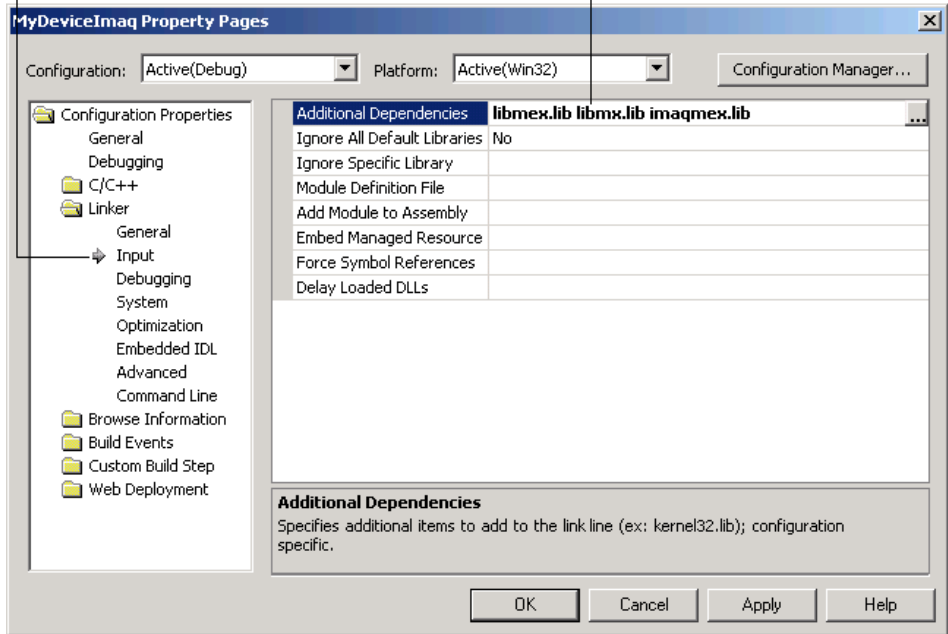 MyDeviceImaq Property Pages
Configuration: Active(Debug) Platform: Active(Win32) Configuration Manager...
Configuration Properties
General
Debugging
C/C++
Linker
General
Input
Debugging
System
Optimization
Embedded IDL
Advanced
Command Line
Browse Information
Build Events
Custom Build Step
Web Deployment
Additional Dependencies libmex.lib libmx.lib imaqmex.lib ...
Ignore All Default Libraries No
Ignore Specific Library
Module Definition File
Add Module to Assembly
Embed Managed Resource
Force Symbol References
Delay Loaded DLLs
Additional Dependencies
Specifies additional items to add to the link line (ex: kernel32.lib); configuration
specific.
OK Cancel Apply Help